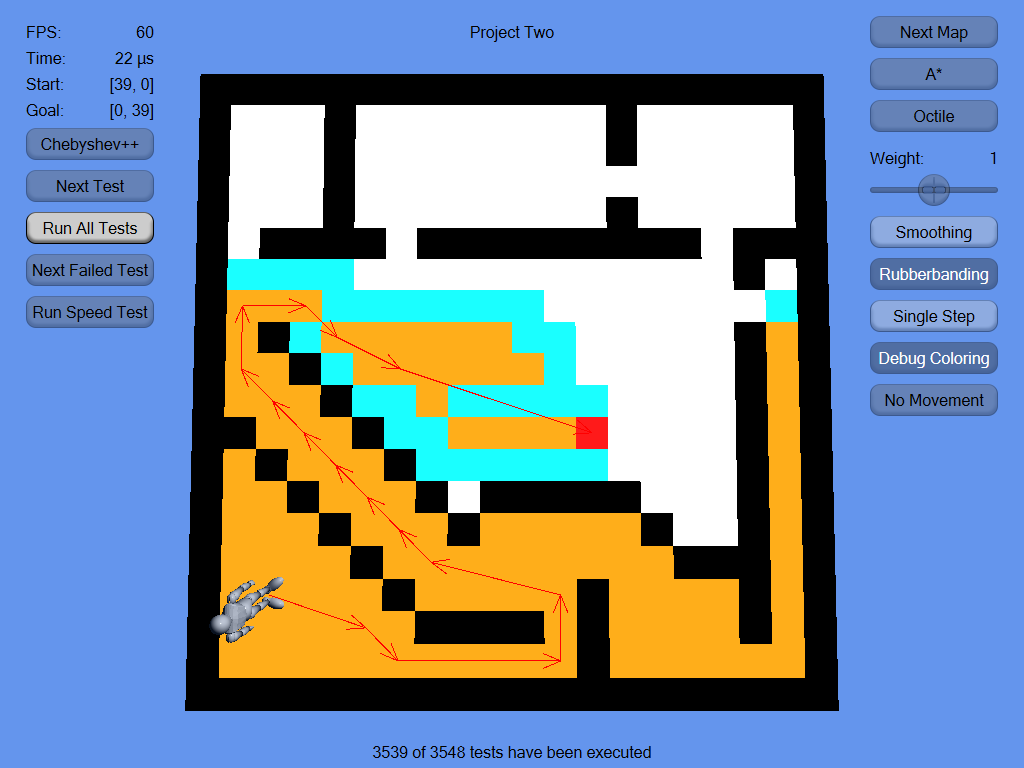 FPS: 60
Time: 22 µs
Start: [39, 0]
Goal: [0, 39]
Chebyshev++
Next Test
Run All Tests
Next Failed Test
Run Speed Test
Project Two
Next Map
A*
Octile
Weight: 1
Smoothing
Rubberbanding
Single Step
Debug Coloring
No Movement
3539 of 3548 tests have been executed